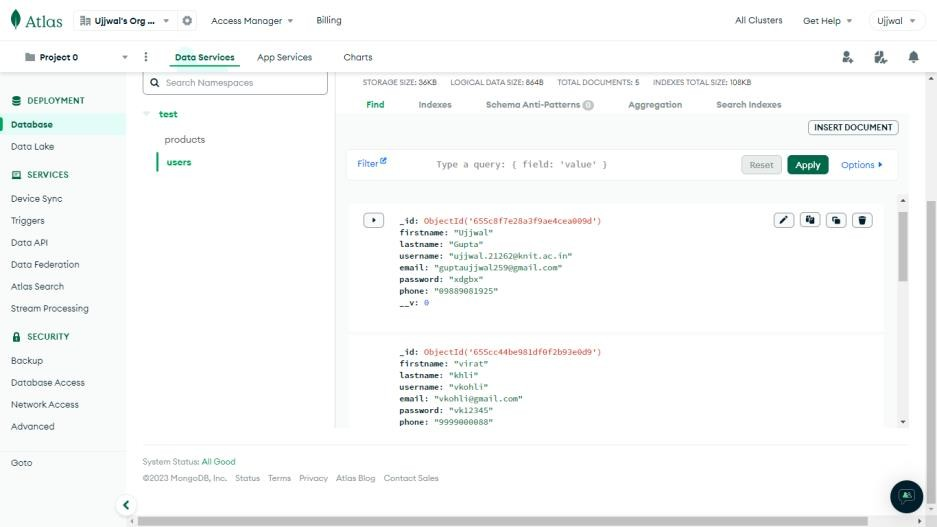 Atlas Ujjwal's Org ... Access Manager Billing All Clusters Get Help Ujjwal
Project 0 Data Services App Services Charts
Search Namespaces
test
products
users
DEPLOYMENT
Database
Data Lake
SERVICES
Device Sync
Triggers
Data API
Data Federation
Atlas Search
Stream Processing
SECURITY
Backup
Database Access
Network Access
Advanced
Goto
STORAGE SIZE: 36KB LOGICAL DATA SIZE: 864B TOTAL DOCUMENTS: 5 INDEXES TOTAL SIZE: 108KB
Find Indexes Schema Anti-Patterns 0 Aggregation Search Indexes
INSERT DOCUMENT
Filter Type a query: { field: 'value' } Reset Apply Options
_id: ObjectId('655c8f7e28a3f9ae4cea009d')
firstname: "Ujjwal"
lastname: "Gupta"
username: "ujjwal.21262@knit.ac.in"
email: "guptaujjwal259@gmail.com"
password: "xdgbx"
phone: "09889081925"
__v: 0
_id: ObjectId('655cc44be981df0f2b93e0d9')
firstname: "virat"
lastname: "khli"
username: "vkohli"
email: "vkohli@gmail.com"
password: "vk12345"
phone: "9999000088"
System Status: All Good
©2023 MongoDB, Inc. Status Terms Privacy Atlas Blog Contact Sales